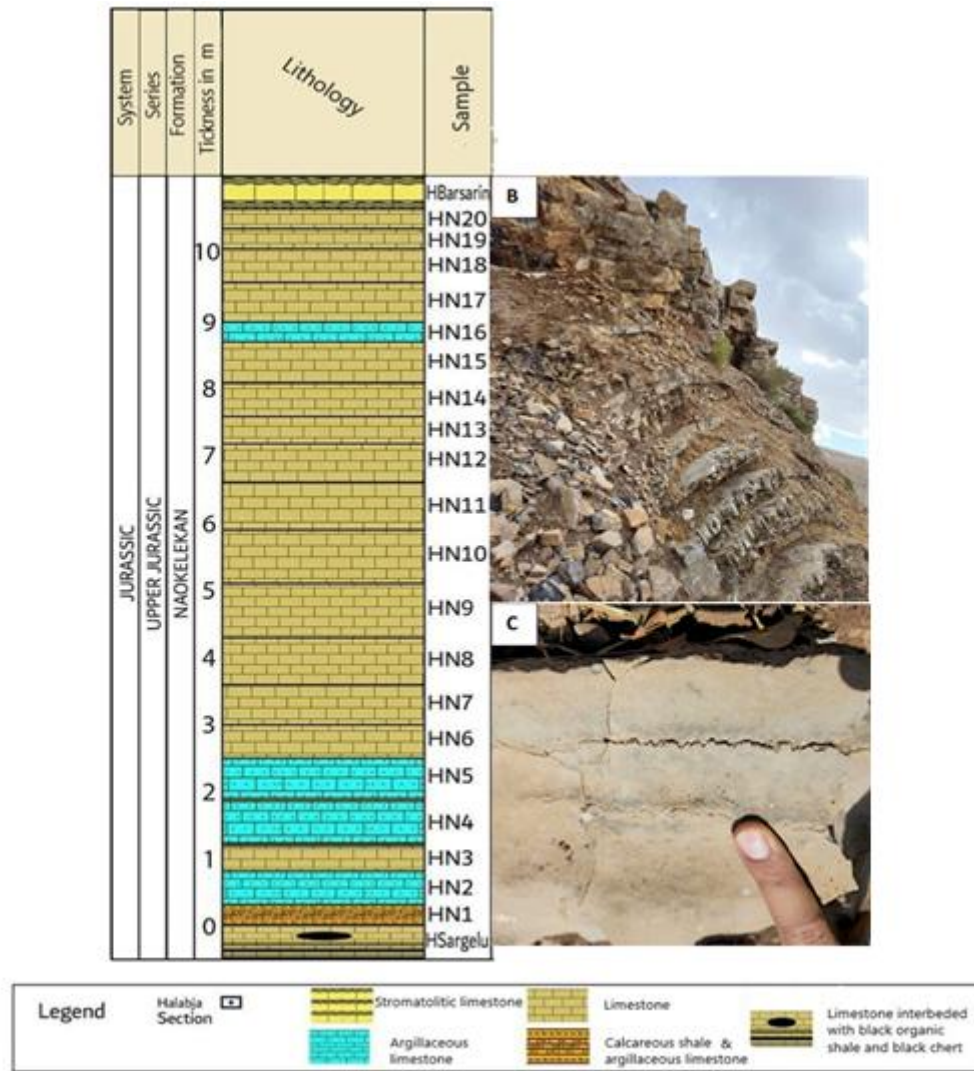 System
Series
Formation
Tickness in m
Lithology
Sample
JURASSIC
UPPER JURASSIC
NAOKELEKAN
HBarsarin
HN20
HN19
10
HN18
HN17
9
HN16
HN15
8
HN14
HN13
7
HN12
HN11
6
HN10
5
HN9
4
HN8
HN7
3
HN6
HN5
2
HN4
1
HN3
HN2
HN1
0
HSargelu
B
C
Legend
Halabja
Section
Stromatolitic limestone
Limestone
Limestone interbeded
with black organic
shale and black chert
Argillaceous
limestone
Calcareous shale &
argillaceous limestone